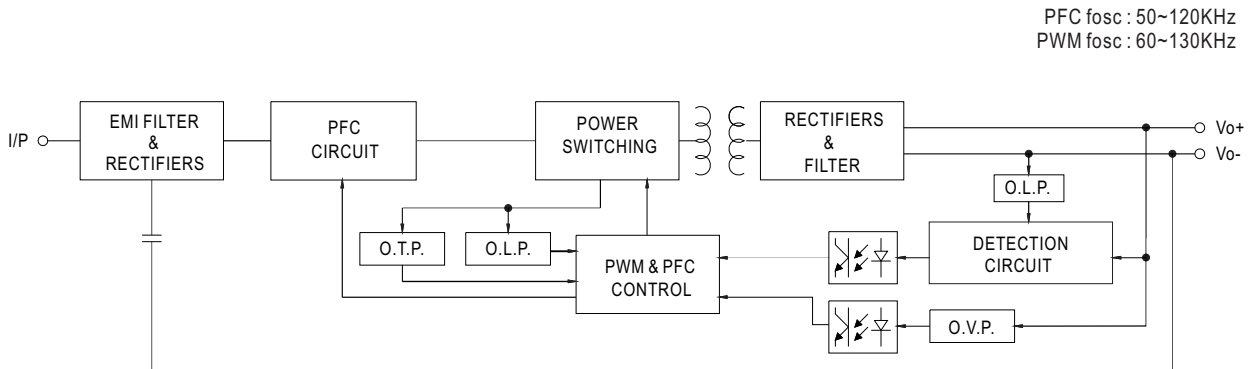 PFC fosc : 50~120KHz
PWM fosc : 60~130KHz
I/P
EMI FILTER
&
RECTIFIERS
PFC
CIRCUIT
POWER
SWITCHING
RECTIFIERS
&
FILTER
Vo+
Vo-
O.L.P.
O.T.P.
O.L.P.
PWM & PFC
CONTROL
DETECTION
CIRCUIT
O.V.P.